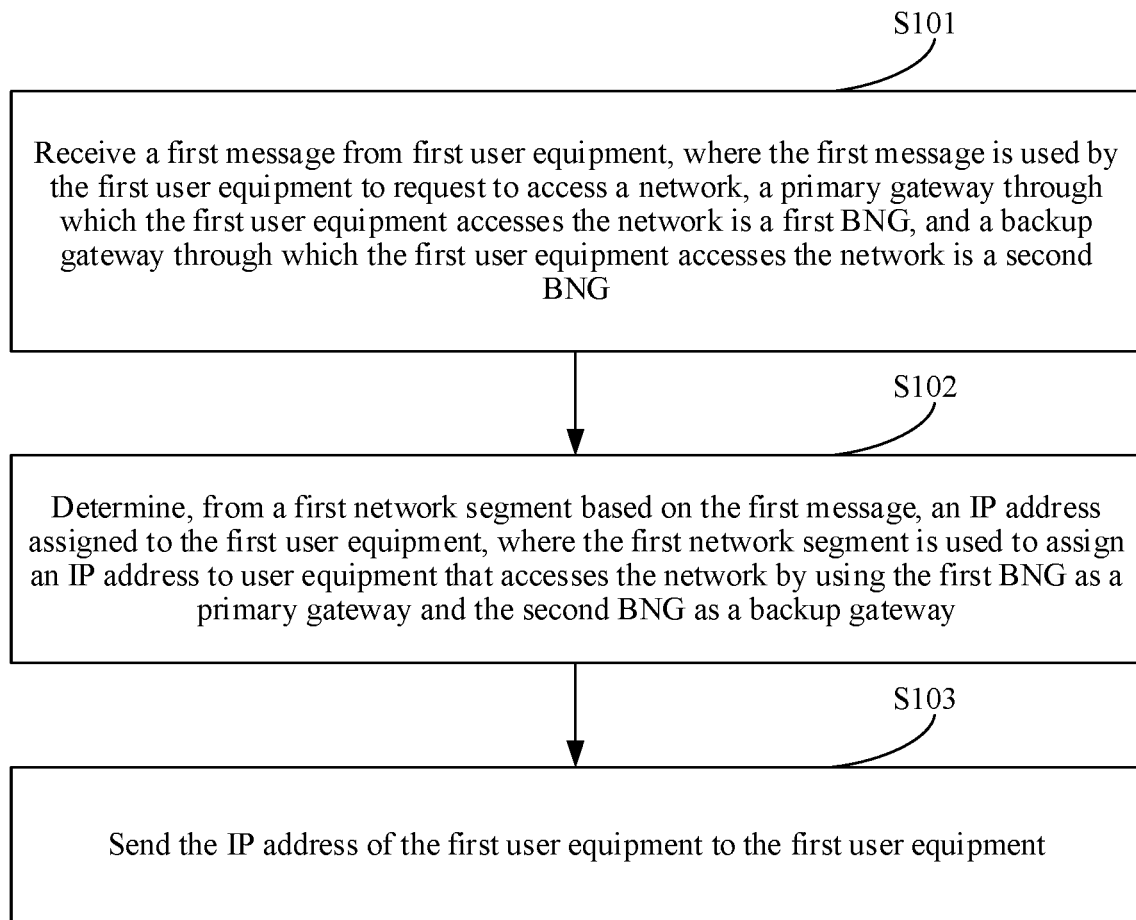 S101
Receive a first message from first user equipment, where the first message is used by
the first user equipment to request to access a network, a primary gateway through
which the first user equipment accesses the network is a first BNG, and a backup
gateway through which the first user equipment accesses the network is a second
BNG
S102
Determine, from a first network segment based on the first message, an IP address
assigned to the first user equipment, where the first network segment is used to assign
an IP address to user equipment that accesses the network by using the first BNG as a
primary gateway and the second BNG as a backup gateway
S103
Send the IP address of the first user equipment to the first user equipment